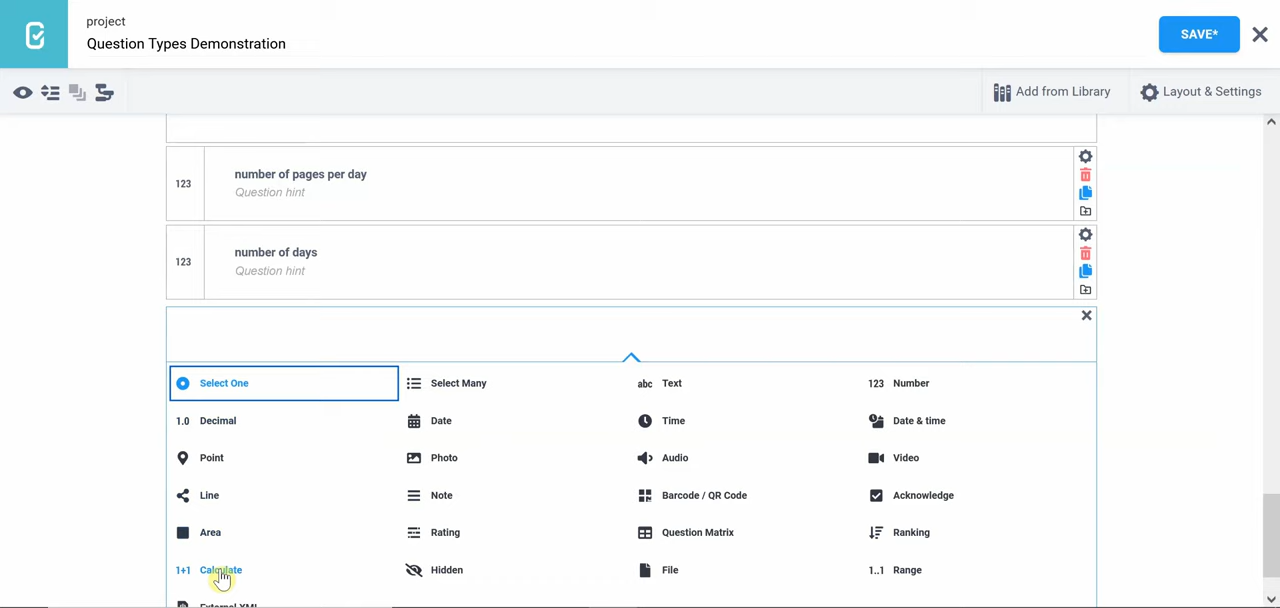 project
Question Types Demonstration
SAVE*
Add from Library
Layout & Settings
123
number of pages per day
Question hint
123
number of days
Question hint
Select One
Select Many
abc Text
123 Number
1.0 Decimal
Date
Time
Date & time
Point
Photo
Audio
Video
Line
Note
Barcode / QR Code
Acknowledge
Area
Rating
Question Matrix
Ranking
1+1 Calculate
Hidden
File
1..1 Range
External XML